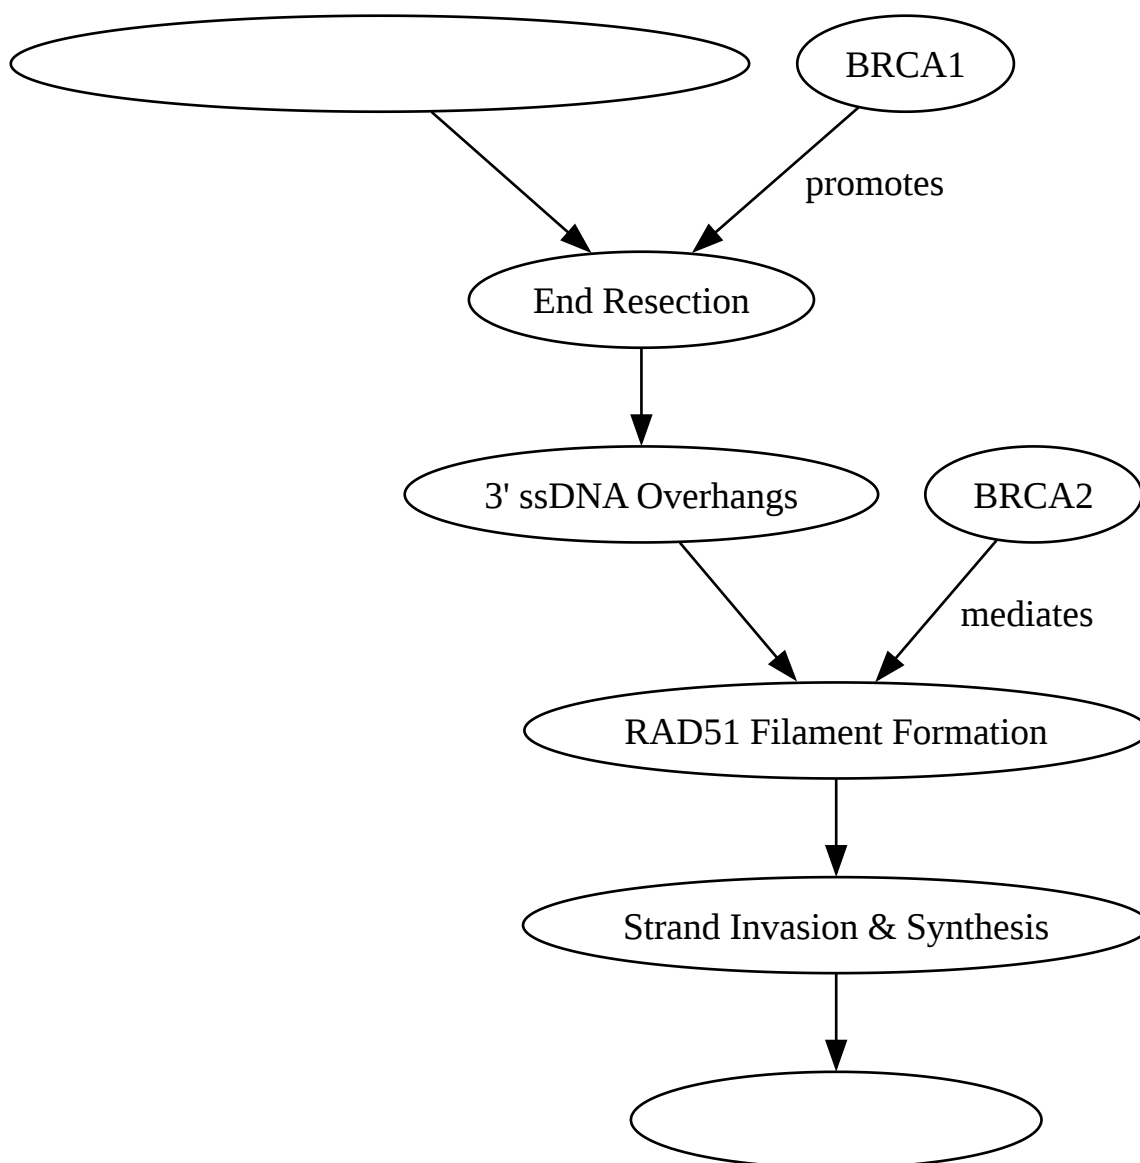 BRCA1
promotes
End Resection
3' ssDNA Overhangs
BRCA2
mediates
RAD51 Filament Formation
Strand Invasion & Synthesis